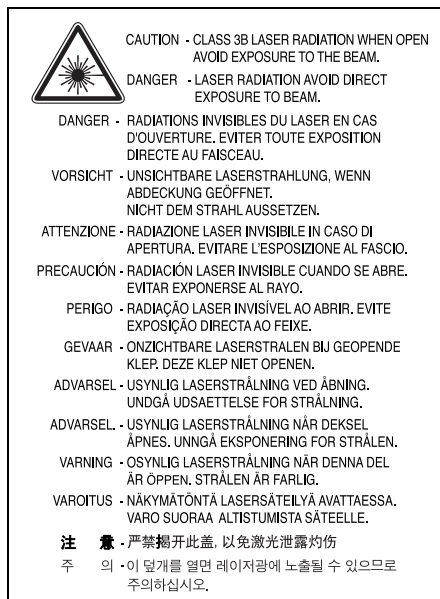 CAUTION - CLASS 3B LASER RADIATION WHEN OPEN
AVOID EXPOSURE TO THE BEAM.
DANGER - LASER RADIATION AVOID DIRECT
EXPOSURE TO BEAM.
DANGER - RADIATIONS INVISIBLES DU LASER EN CAS
D'OUVERTURE. EVITER TOUTE EXPOSITION
DIRECTE AU FAISCEAU.
VORSICHT - UNSICHTBARE LASERSTRAHLUNG, WENN
ABDECKUNG GEÖFFNET.
NICHT DEM STRAHL AUSSETZEN.
ATTENZIONE - RADIAZIONE LASER INVISIBILE IN CASO DI
APERTURA. EVITARE L'ESPOSIZIONE AL FASCIO.
PRECAUCIÓN - RADIACIÓN LASER INVISIBLE CUANDO SE ABRE.
EVITAR EXPONERSE AL RAYO.
PERIGO - RADIAÇÃO LASER INVISÍVEL AO ABRIR. EVITE
EXPOSIÇÃO DIRECTA AO FEIXE.
GEVAAR - ONZICHTBARE LASERSTRALEN BIJ GEOPENDE
KLEP. DEZE KLEP NIET OPENEN.
ADVARSEL - USYNLIG LASERSTRÅLNING VED ÅBNING.
UNDGÅ UDSAETTELSE FOR STRÅLNING.
ADVARSEL. - USYNLIG LASERSTRÅLNING NÅR DEKSEL
ÅPNES. UNNGÅ EKSPONERING FOR STRÅLEN.
VARNING - OSYNLIG LASERSTRÅLNING NÄR DENNA DEL
ÄR ÖPPEN. STRÅLEN ÄR FARLIG.
VAROITUS - NÄKYMÄTÖNTÄ LASERSÄTEILYÄ AVATTAESSA.
VARO SUORAA ALTISTUMISTA SÄTEELLE.
注 意 - 严禁揭开此盖, 以免激光泄露灼伤
주 의 - 이 덮개를 열면 레이저광에 노출될 수 있으므로
주의하십시오.